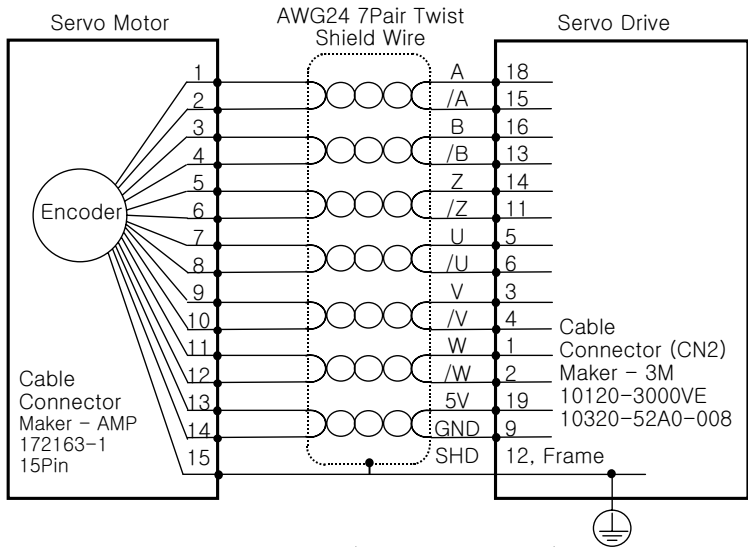 Servo Motor
AWG24 7Pair Twist
Shield Wire
Servo Drive
1 A 18
2 /A 15
3 B 16
4 /B 13
5 Z 14
Encoder
6 /Z 11
7 U 5
8 /U 6
9 V 3
10 /V 4
11 W 1
12 /W 2
13 5V 19
14 GND 9
15 SHD 12, Frame
Cable
Connector
Maker - AMP
172163-1
15Pin
Cable
Connector (CN2)
Maker - 3M
10120-3000VE
10320-52A0-008